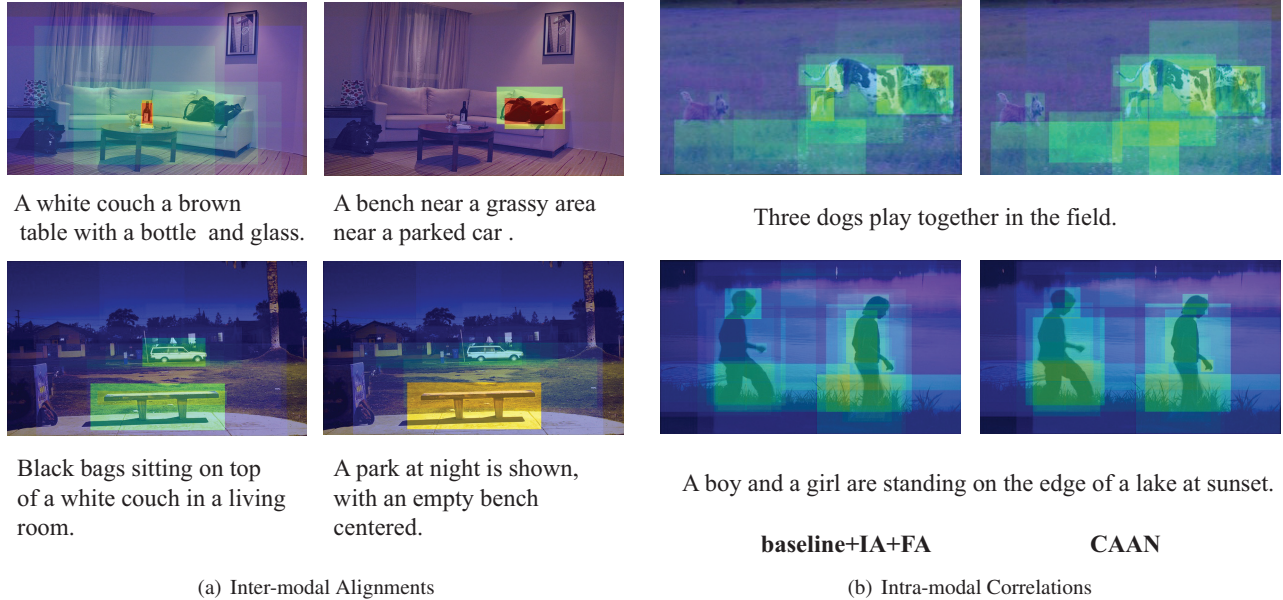 A white couch a brown
table with a bottle and glass.
A bench near a grassy area
near a parked car .
Black bags sitting on top
of a white couch in a living
room.
A park at night is shown,
with an empty bench
centered.
(a) Inter-modal Alignments
Three dogs play together in the field.
A boy and a girl are standing on the edge of a lake at sunset.
baseline+IA+FA
CAAN
(b) Intra-modal Correlations